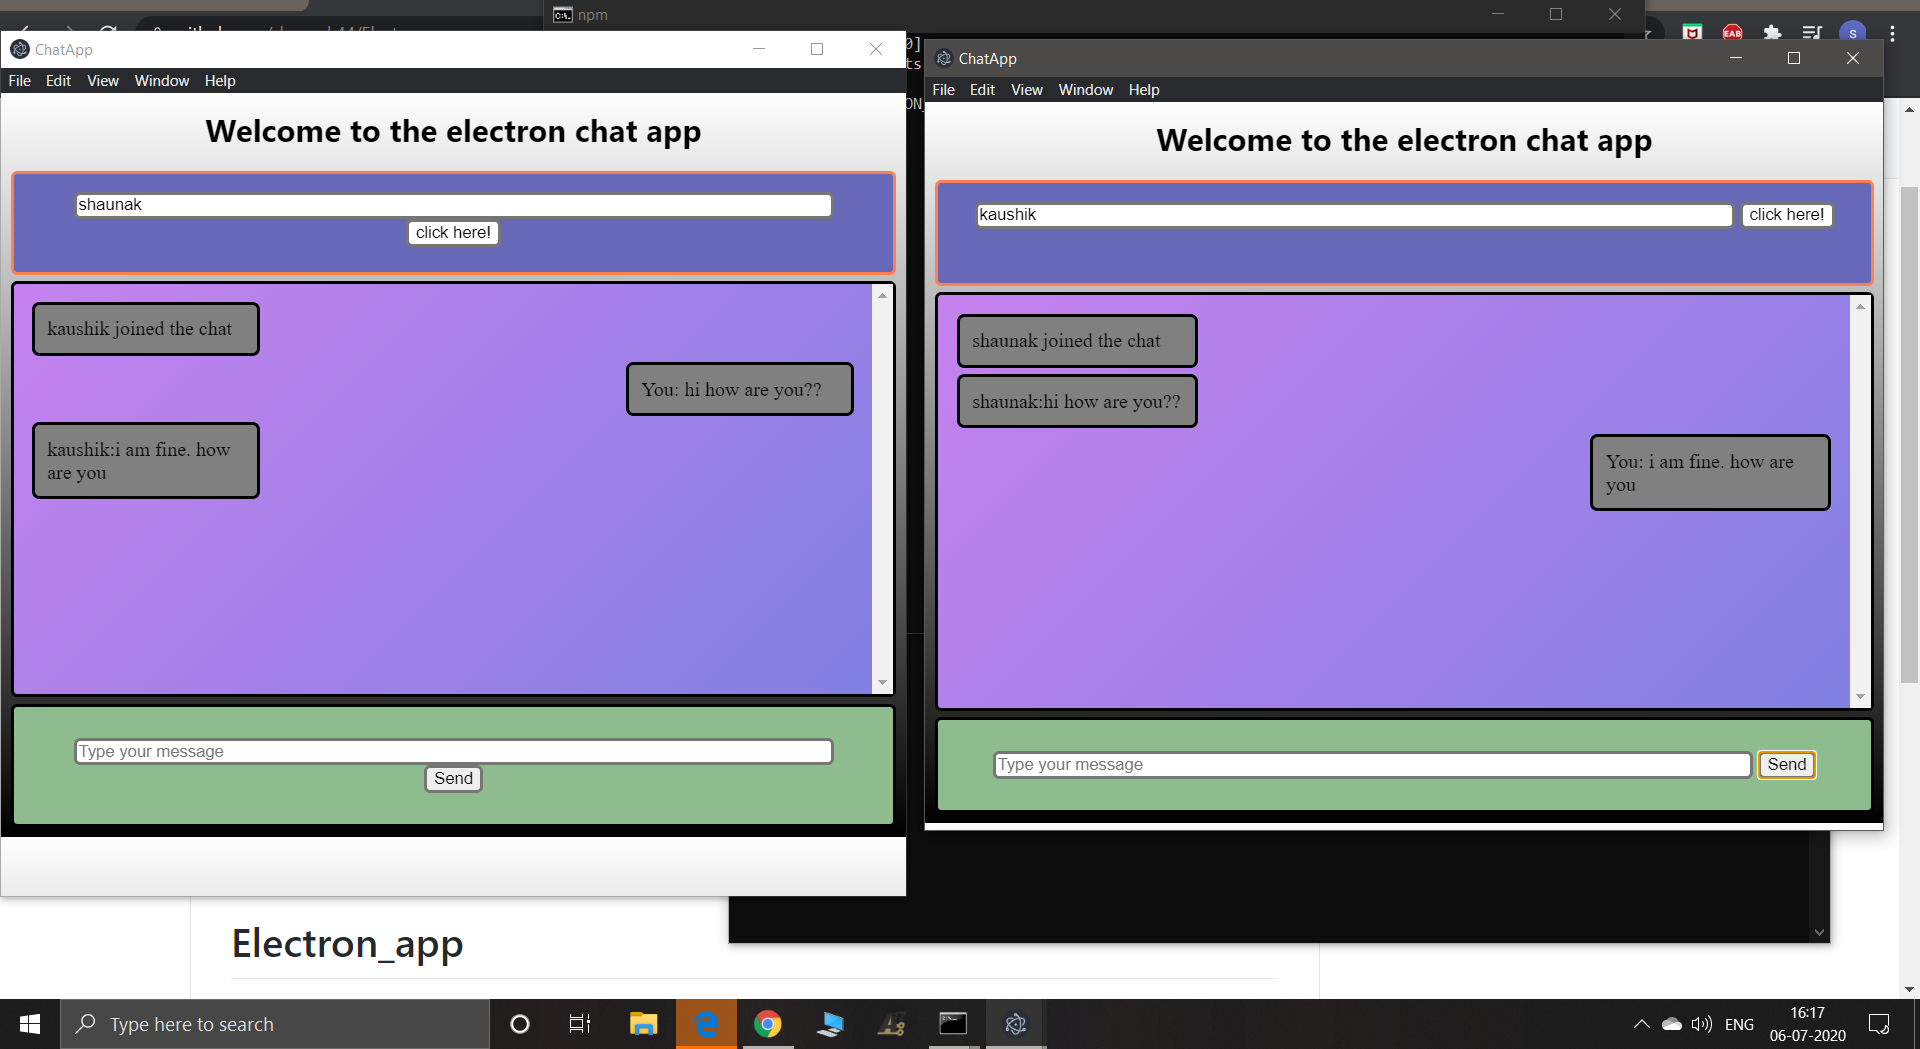 npm
ChatApp
File Edit View Window Help
Welcome to the electron chat app
shaunak
click here!
kaushik joined the chat
You: hi how are you??
kaushik:i am fine. how
are you
Type your message
Send
0]
ts
ON
ChatApp
File Edit View Window Help
Welcome to the electron chat app
kaushik click here!
shaunak joined the chat
shaunak:hi how are you??
You: i am fine. how are
you
Type your message Send
EAB
S
Electron_app
Type here to search
ENG
16:17
06-07-2020